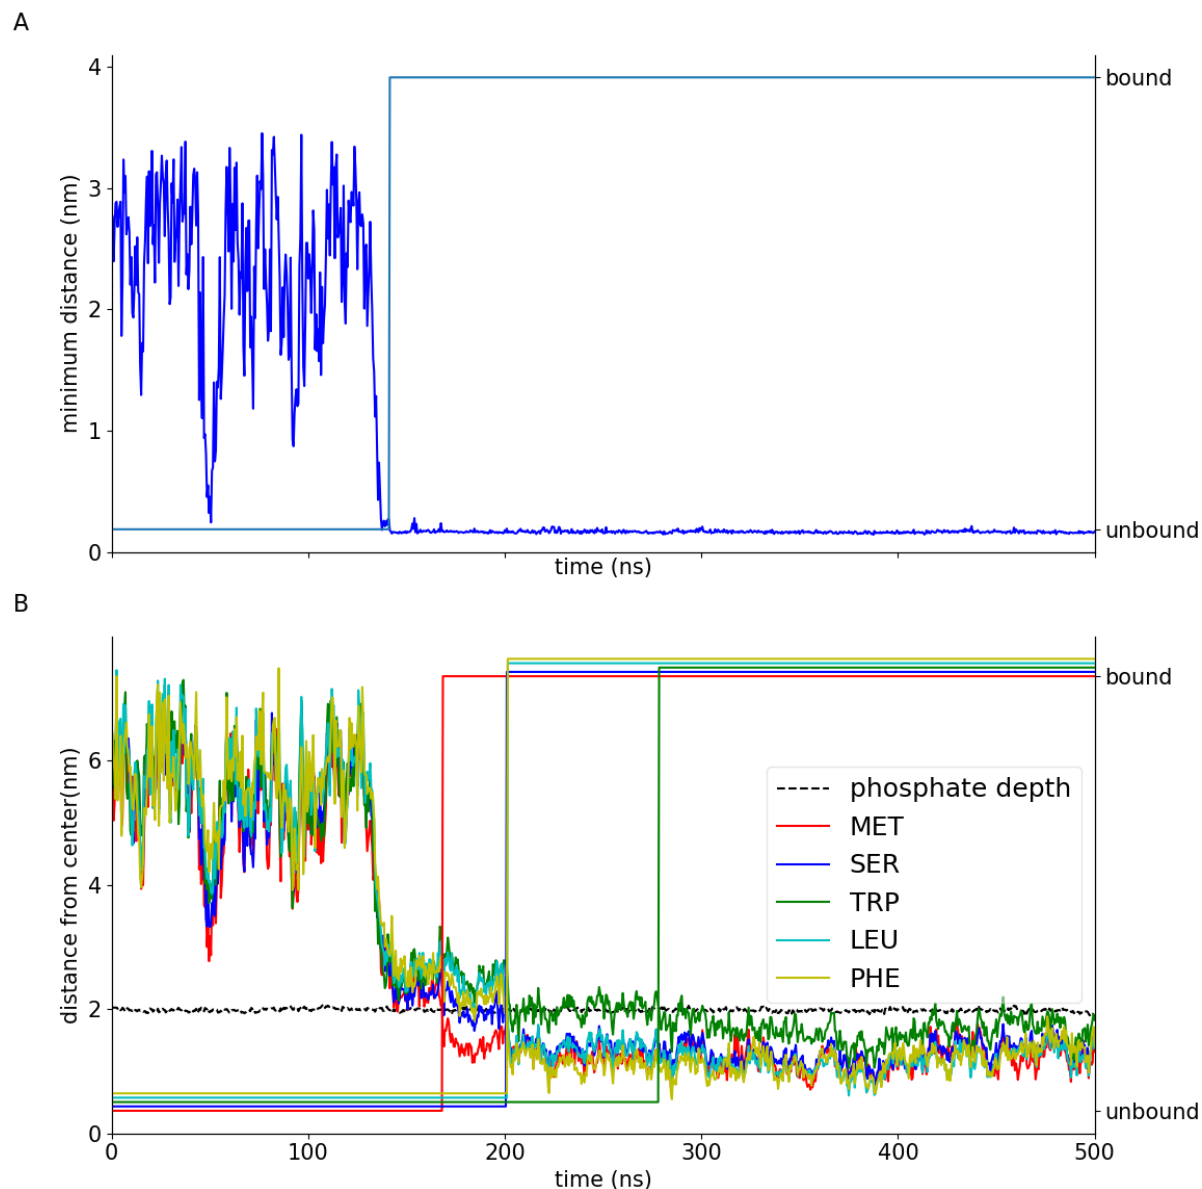 A
4
3
2
1
0
minimum distance (nm)
bound
unbound
time (ns)
B
6
4
2
0
distance from center(nm)
bound
unbound
phosphate depth
MET
SER
TRP
LEU
PHE
0 100 200 300 400 500
time (ns)